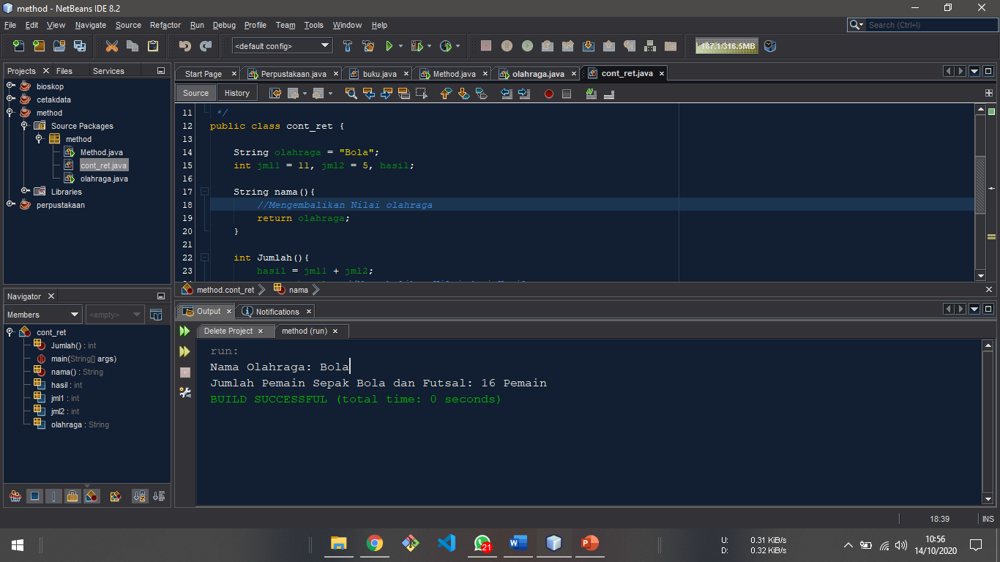 method - NetBeans IDE 8.2
File Edit View Navigate Source Refactor Run Debug Profile Team Tools Window Help
Search (Ctrl+I)
<default config>
187.1/316.5MB
Projects Files Services
bioskop
cetakdata
method
Source Packages
method
Method.java
cont_ret.java
olahraga.java
Libraries
perpustakaan
Start Page Perpustakaan.java buku.java Method.java olahraga.java cont_ret.java
Source History
11 */
12 public class cont_ret {
13
14 String olahraga = "Bola";
15 int jml1 = 11, jml2 = 5, hasil;
16
17 String nama(){
18 //Mengembalikan Nilai olahraga
19 return olahraga;
20 }
21
22 int Jumlah(){
23 hasil = jml1 + jml2;
method.cont_ret nama
Navigator
Members <empty>
cont_ret
Jumlah() : int
main(String[] args)
nama() : String
hasil : int
jml1 : int
jml2 : int
olahraga : String
Output Notifications
Delete Project method (run)
run:
Nama Olahraga: Bola
Jumlah Pemain Sepak Bola dan Futsal: 16 Pemain
BUILD SUCCESSFUL (total time: 0 seconds)
18:39 INS
21
U: 0.31 KiB/s
D: 0.32 KiB/s
10:56
14/10/2020